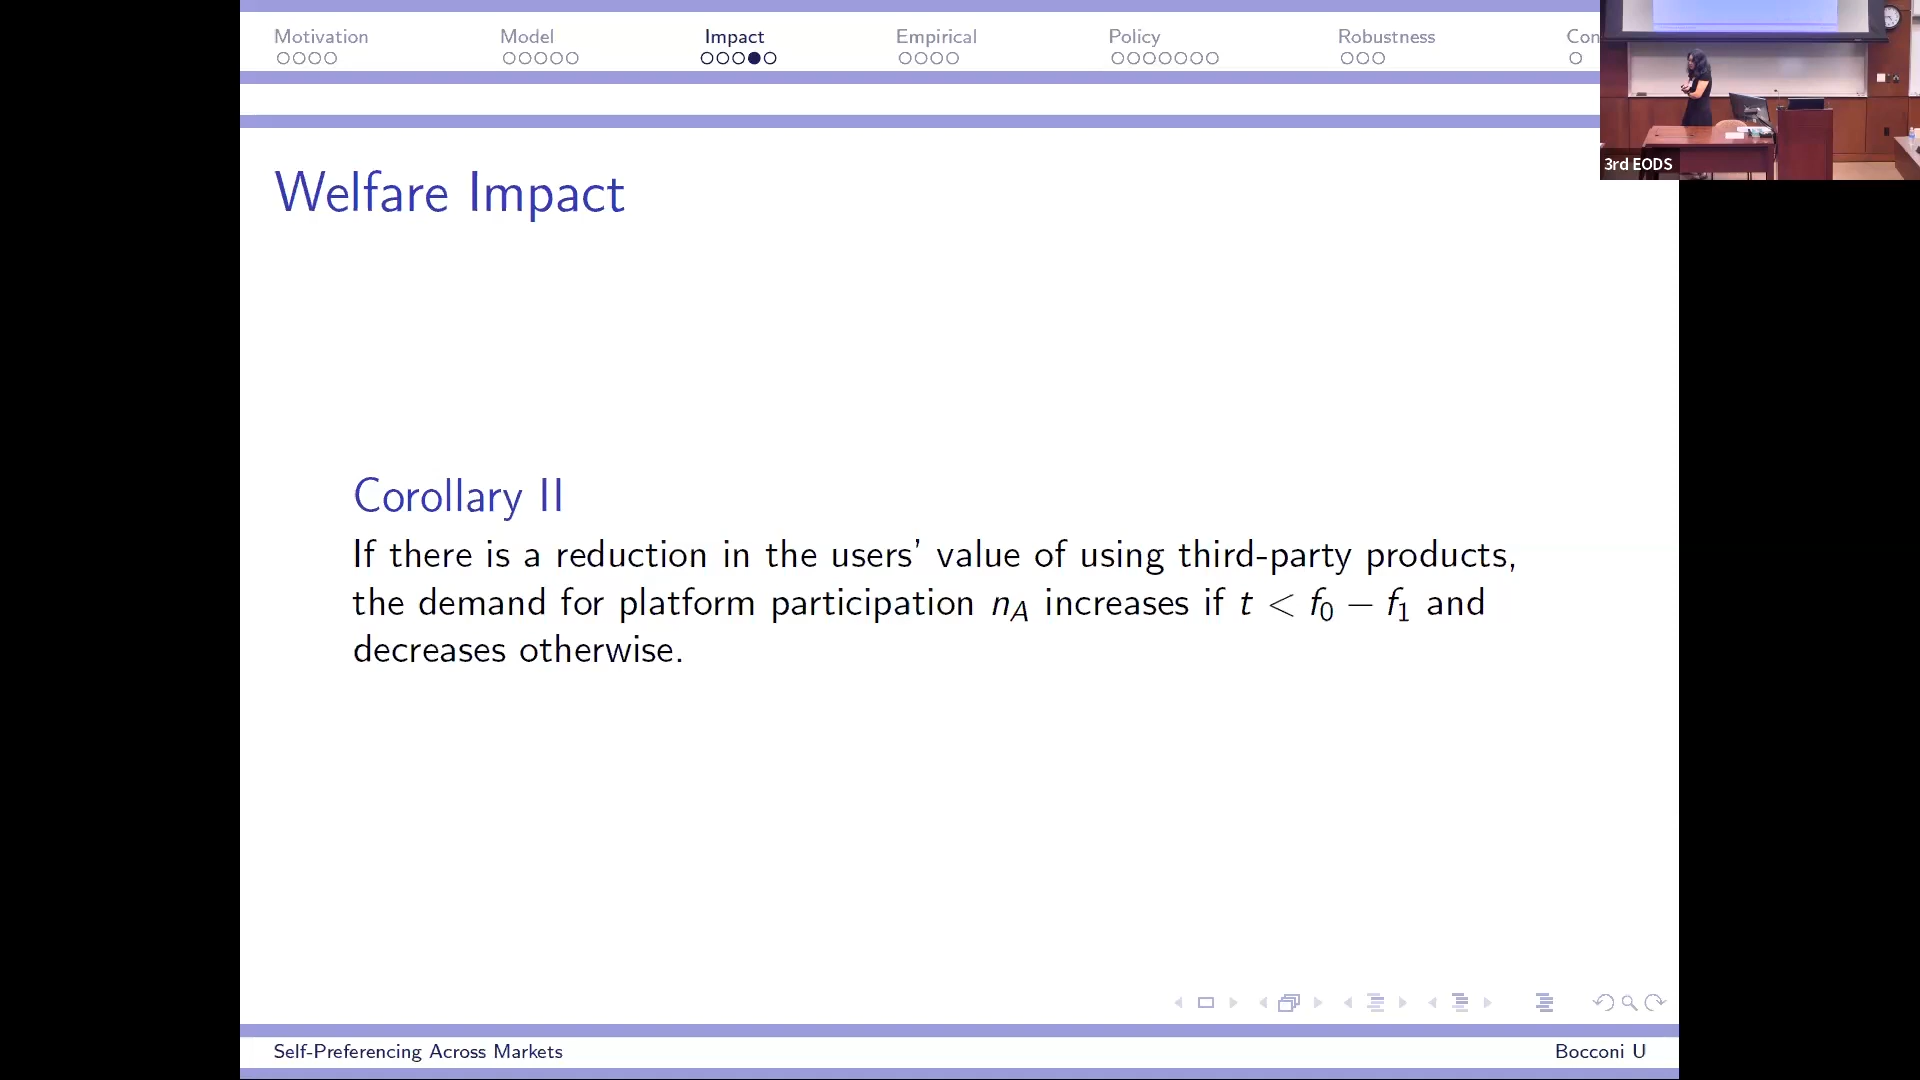 Motivation
Model
Impact
Empirical
Policy
Robustness
Con
3rd EODS
Welfare Impact
Corollary II
If there is a reduction in the users' value of using third-party products,
the demand for platform participation n_A increases if t < f_0 − f_1 and
decreases otherwise.
Self-Preferencing Across Markets
Bocconi U